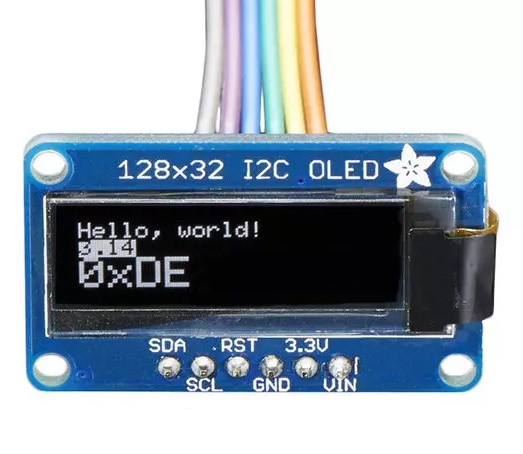 128x32 I2C OLED
Hello, world!
3.14
0xDE
SDA RST 3.3V
SCL GND VIN